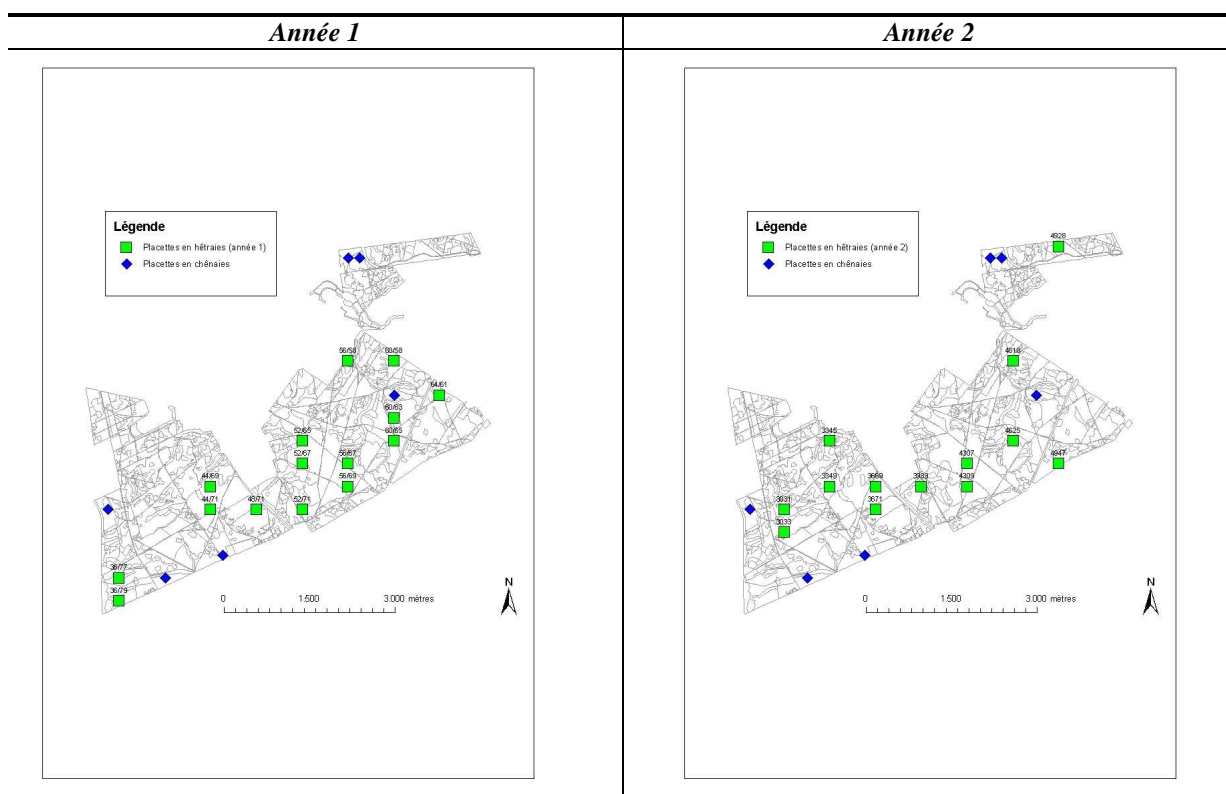 Année 1
Année 2
Légende
Placettes en hêtraies (année 1)
Placettes en chênaies
56/58
60/58
64/61
60/63
52/65
60/65
52/67
56/67
44/69
56/69
44/71
48/71
52/71
36/77
36/79
N
0 1.500 3.000 mètres
Légende
Placettes en hêtraies (année 2)
Placettes en chênaies
4928
4618
3345
4625
4307
4947
3349
3669
3989
4309
3031
3671
3033
N
0 1.500 3.000 mètres